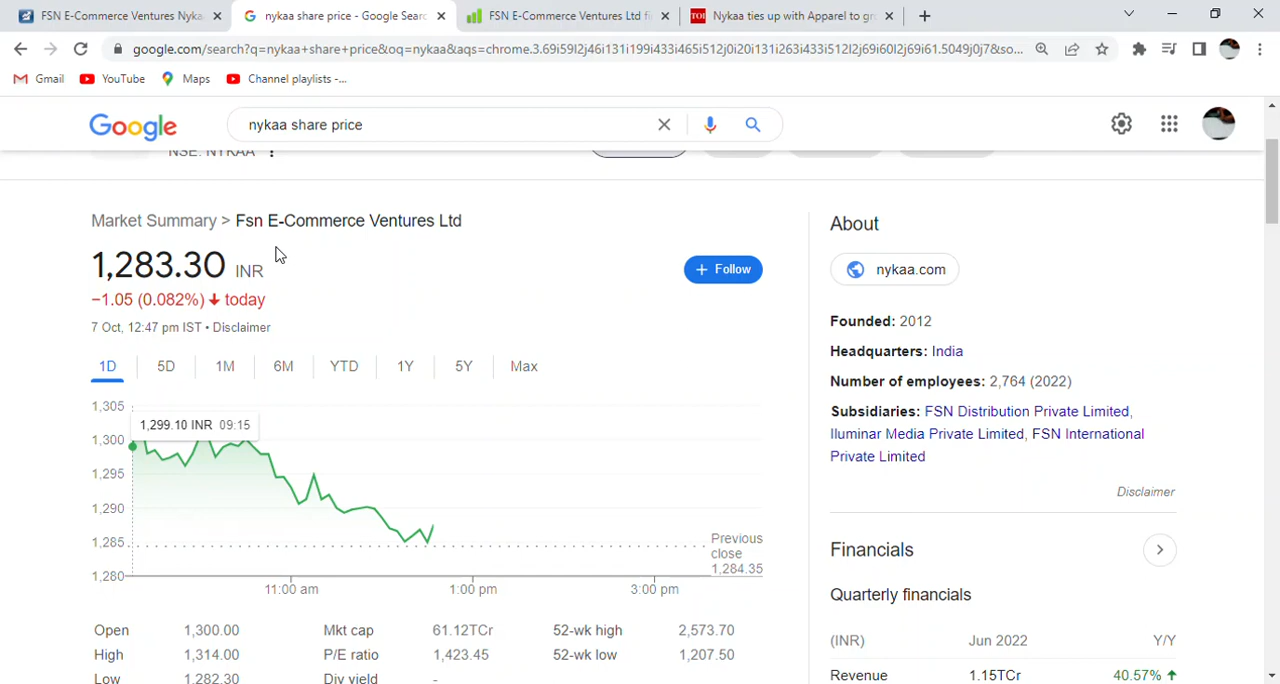 FSN E-Commerce Ventures Nyka
nykaa share price - Google Sear
FSN E-Commerce Ventures Ltd fi
TOI Nykaa ties up with Apparel to gr
google.com/search?q=nykaa+share+price&oq=nykaa&aqs=chrome.3.69i59l2j46i131i199i433i465i512j0i20i131i263i433i512l2j69i60l2j69i61.5049j0j7&so...
Gmail
YouTube
Maps
Channel playlists -...
Google
nykaa share price
NSE: NYKAA
Market Summary > Fsn E-Commerce Ventures Ltd
1,283.30 INR
−1.05 (0.082%) ↓ today
7 Oct, 12:47 pm IST • Disclaimer
+ Follow
1D 5D 1M 6M YTD 1Y 5Y Max
1,299.10 INR 09:15
1,305
1,300
1,295
1,290
1,285
1,280
Previous
close
1,284.35
11:00 am 1:00 pm 3:00 pm
Open 1,300.00 Mkt cap 61.12TCr 52-wk high 2,573.70
High 1,314.00 P/E ratio 1,423.45 52-wk low 1,207.50
Low 1,282.30 Div yield -
About
nykaa.com
Founded: 2012
Headquarters: India
Number of employees: 2,764 (2022)
Subsidiaries: FSN Distribution Private Limited,
Iluminar Media Private Limited, FSN International
Private Limited
Disclaimer
Financials
Quarterly financials
(INR) Jun 2022 Y/Y
Revenue 1.15TCr 40.57% ↑